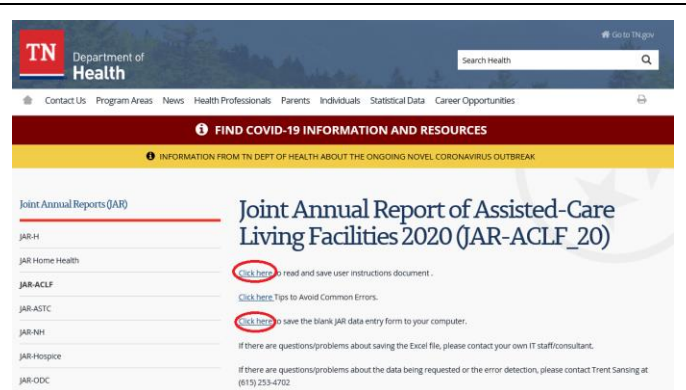 Go to TN.gov
TN
Department of
Health
Search Health
Contact Us Program Areas News Health Professionals Parents Individuals Statistical Data Career Opportunities
FIND COVID-19 INFORMATION AND RESOURCES
INFORMATION FROM TN DEPT OF HEALTH ABOUT THE ONGOING NOVEL CORONAVIRUS OUTBREAK
Joint Annual Reports (JAR)
JAR-H
JAR Home Health
JAR-ACLF
JAR-ASTC
JAR-NH
JAR-Hospice
JAR-ODC
Joint Annual Report of Assisted-Care
Living Facilities 2020 (JAR-ACLF_20)
Click here to read and save user instructions document .
Click here Tips to Avoid Common Errors.
Click here to save the blank JAR data entry form to your computer.
If there are questions/problems about saving the Excel file, please contact your own IT staff/consultant.
If there are questions/problems about the data being requested or the error detection, please contact Trent Sansing at
(615) 253-4702